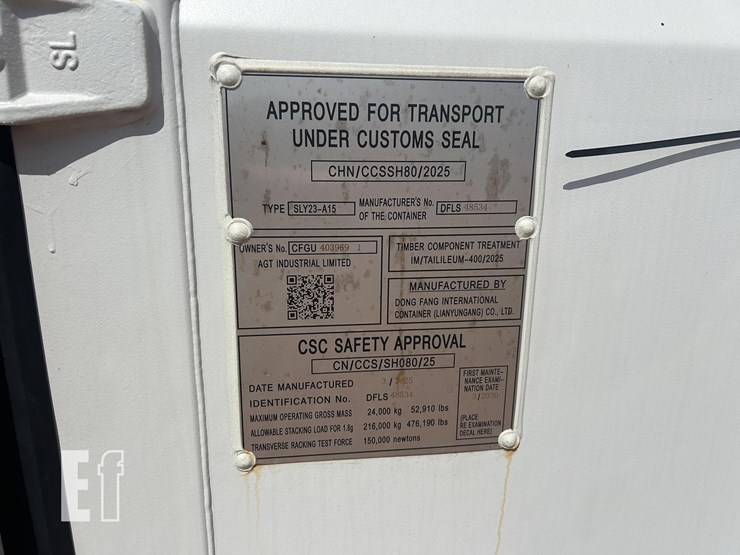 SL
APPROVED FOR TRANSPORT
UNDER CUSTOMS SEAL
CHN/CCSSH80/2025
TYPE SLY23-A15 MANUFACTURER'S No. OF THE CONTAINER DFLS 48534
OWNER'S No. CFGU 403969 1
AGT INDUSTRIAL LIMITED
TIMBER COMPONENT TREATMENT
IM/TAILILEUM-400/2025
MANUFACTURED BY
DONG FANG INTERNATIONAL
CONTAINER (LIANYUNGANG) CO., LTD.
CSC SAFETY APPROVAL
CN/CCS/SH080/25
DATE MANUFACTURED 3/2025
IDENTIFICATION No. DFLS 48534
MAXIMUM OPERATING GROSS MASS 24,000 kg 52,910 lbs
ALLOWABLE STACKING LOAD FOR 1.8g 216,000 kg 476,190 lbs
TRANSVERSE RACKING TEST FORCE 150,000 newtons
FIRST MAINTE-
NANCE EXAMI-
NATION DATE
3/2030
(PLACE
RE EXAMINATION
DECAL HERE)
Ef